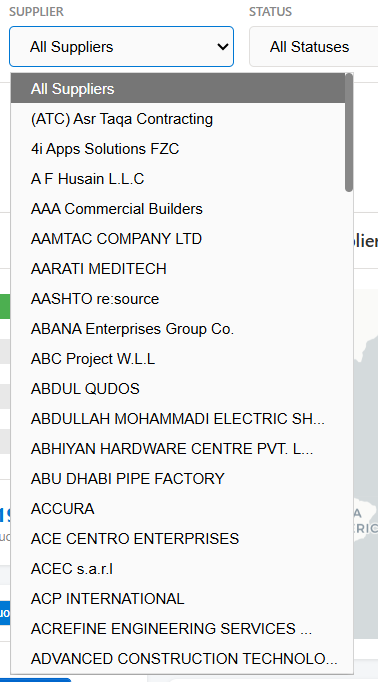 SUPPLIER
STATUS
All Suppliers
All Statuses
All Suppliers
(ATC) Asr Taqa Contracting
4i Apps Solutions FZC
A F Husain L.L.C
AAA Commercial Builders
AAMTAC COMPANY LTD
AARATI MEDITECH
AASHTO re:source
ABANA Enterprises Group Co.
ABC Project W.L.L
ABDUL QUDOS
ABDULLAH MOHAMMADI ELECTRIC SH...
ABHIYAN HARDWARE CENTRE PVT. L...
ABU DHABI PIPE FACTORY
ACCURA
ACE CENTRO ENTERPRISES
ACEC s.a.r.l
ACP INTERNATIONAL
ACREFINE ENGINEERING SERVICES ...
ADVANCED CONSTRUCTION TECHNOLO...